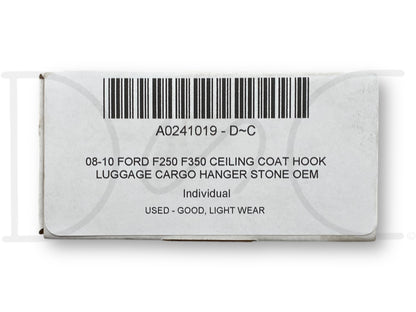 A0241019 - D~C
08-10 FORD F250 F350 CEILING COAT HOOK
LUGGAGE CARGO HANGER STONE OEM
Individual
USED - GOOD, LIGHT WEAR